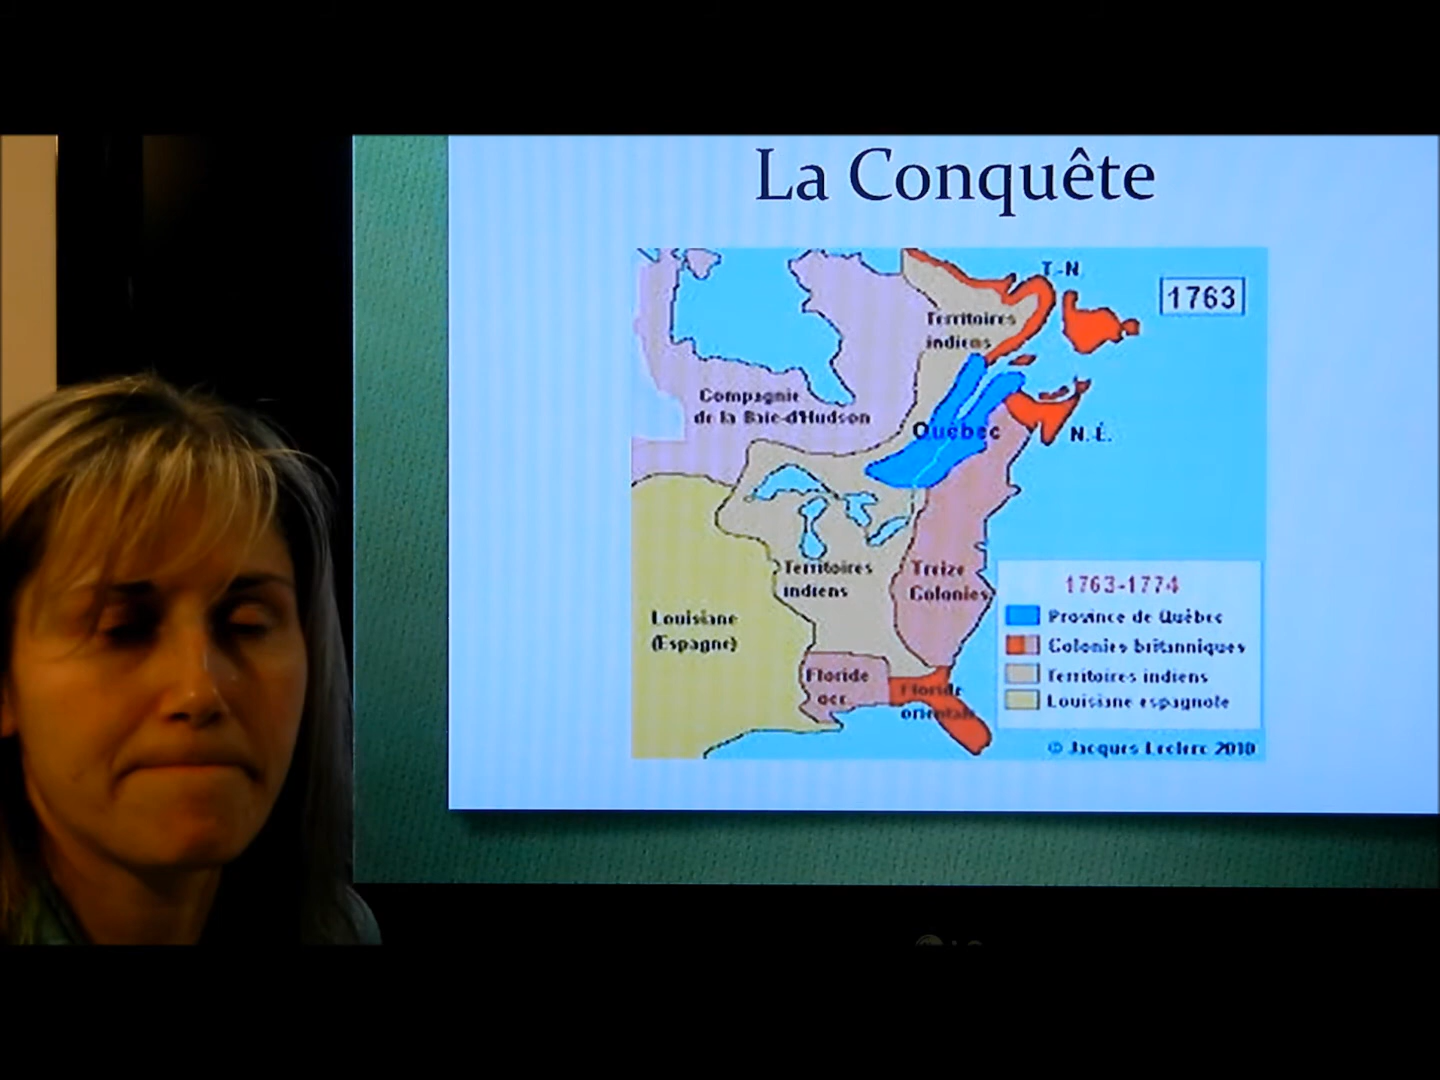 La Conquête
1763
T.-N
Territoires
indiens
Compagnie
de la Baie-d'Hudson
Québec
N.-É.
Territoires
indiens
Treize
Colonies
Louisiane
(Espagne)
Floride
occ.
Floride
orientale
1763-1774
Province de Québec
Colonies britanniques
Territoires indiens
Louisiane espagnole
© Jacques Leclerc 2010